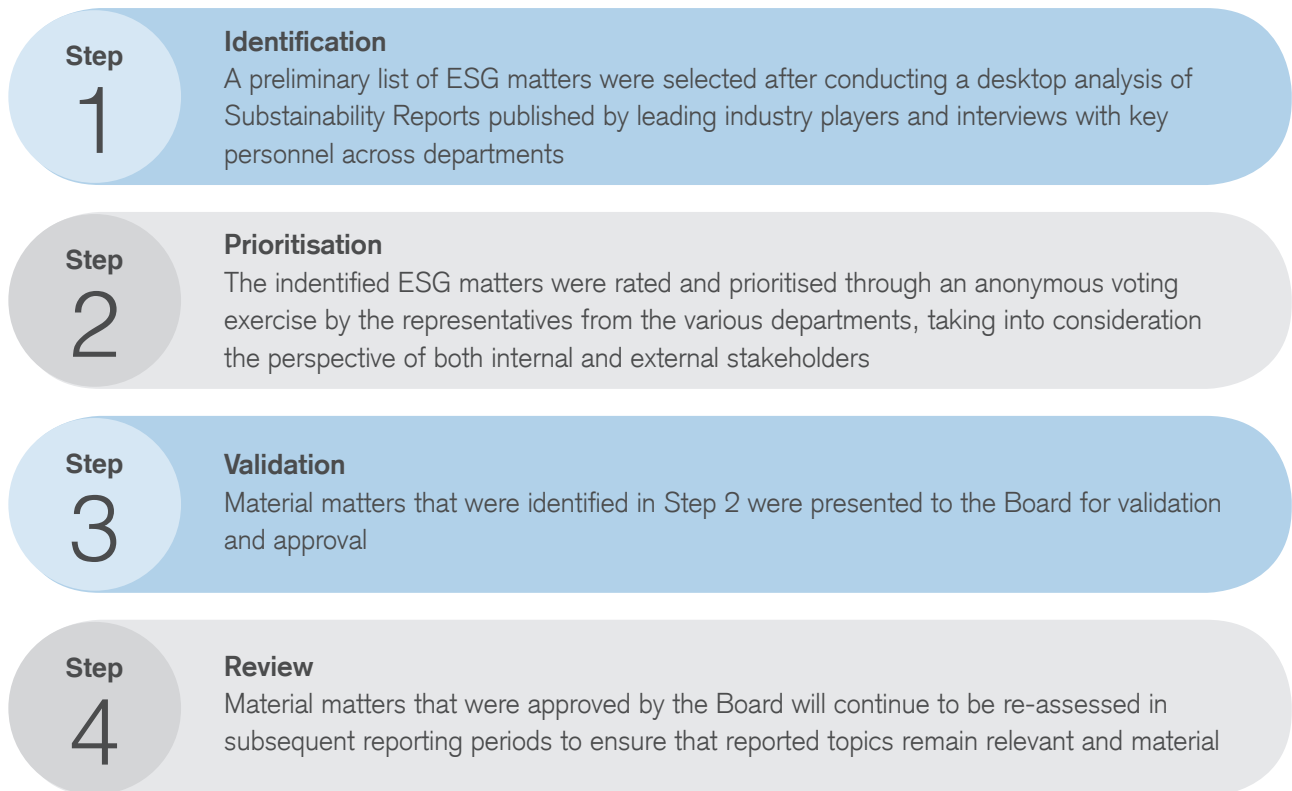 Step
1
Identification
A preliminary list of ESG matters were selected after conducting a desktop analysis of
Substainability Reports published by leading industry players and interviews with key
personnel across departments
Step
2
Prioritisation
The indentified ESG matters were rated and prioritised through an anonymous voting
exercise by the representatives from the various departments, taking into consideration
the perspective of both internal and external stakeholders
Step
3
Validation
Material matters that were identified in Step 2 were presented to the Board for validation
and approval
Step
4
Review
Material matters that were approved by the Board will continue to be re-assessed in
subsequent reporting periods to ensure that reported topics remain relevant and material